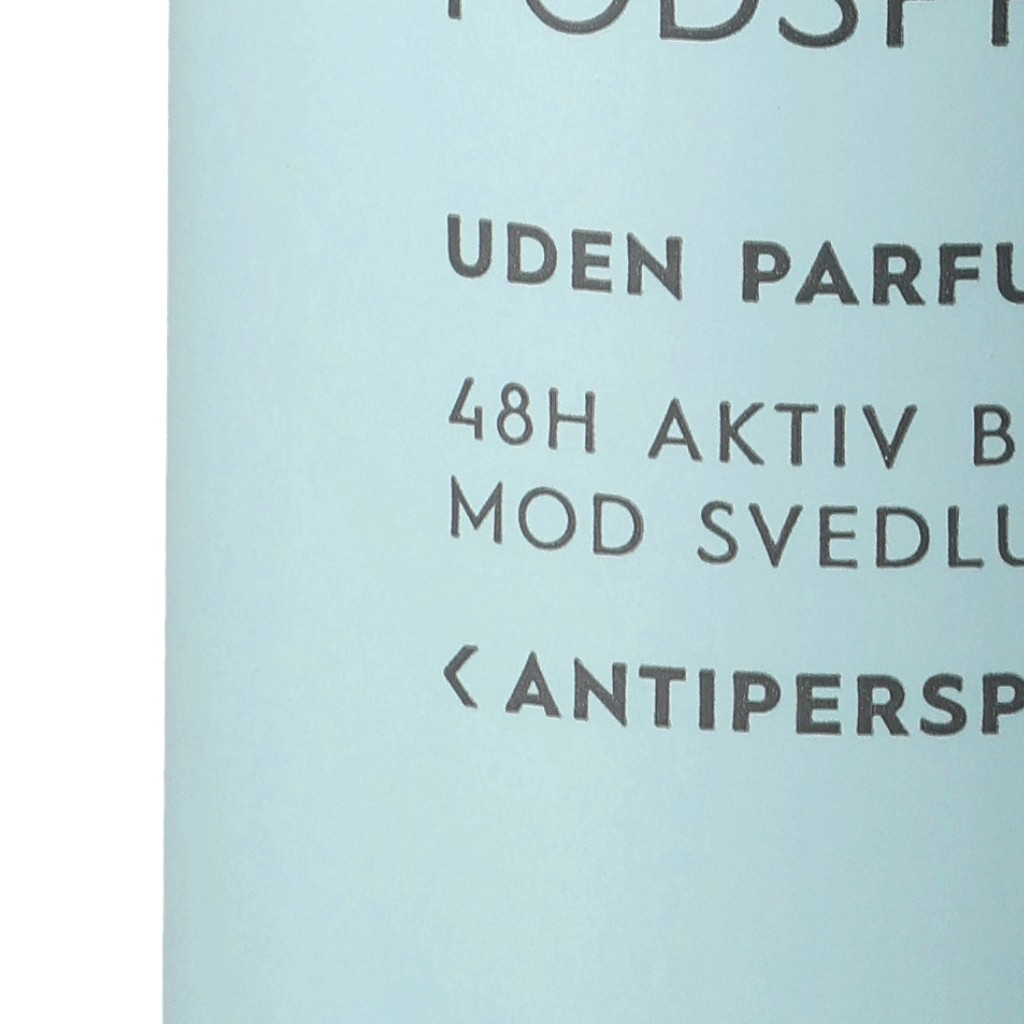 UDEN PARFU
48H AKTIV B
MOD SVEDLU
‹ ANTIPERSP